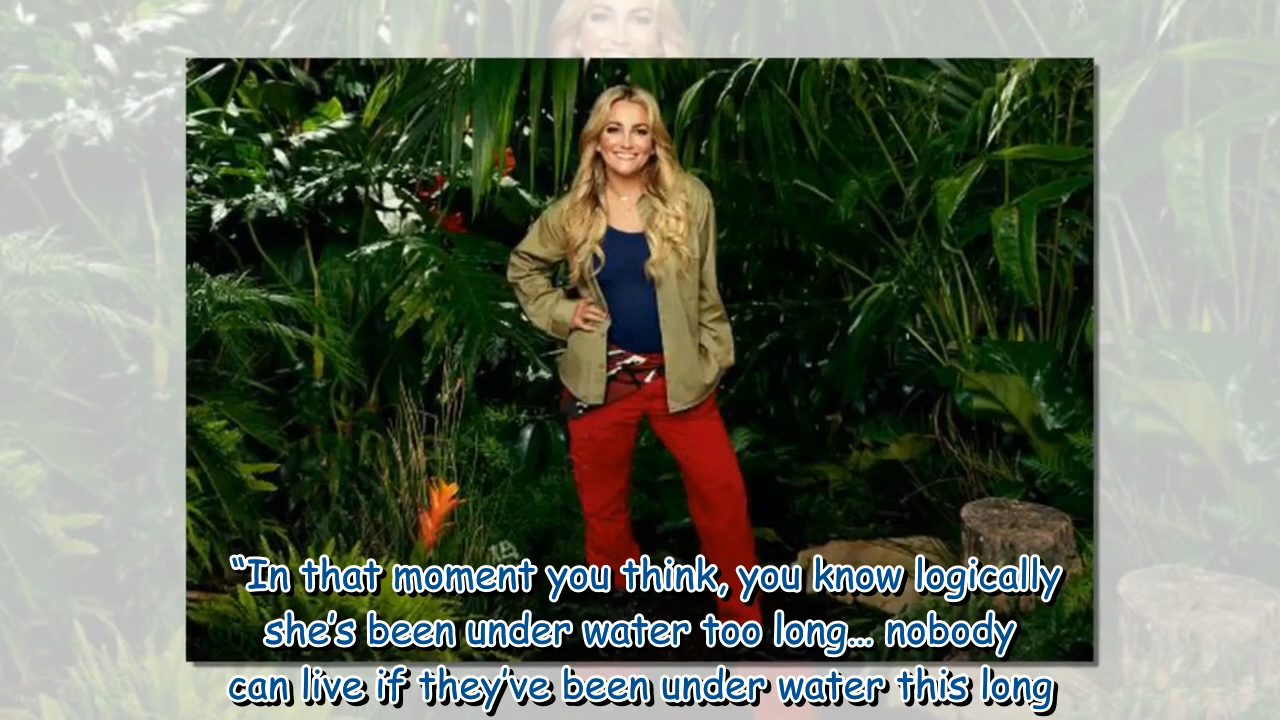 “In that moment you think, you know logically
she’s been under water too long... nobody
can live if they’ve been under water this long